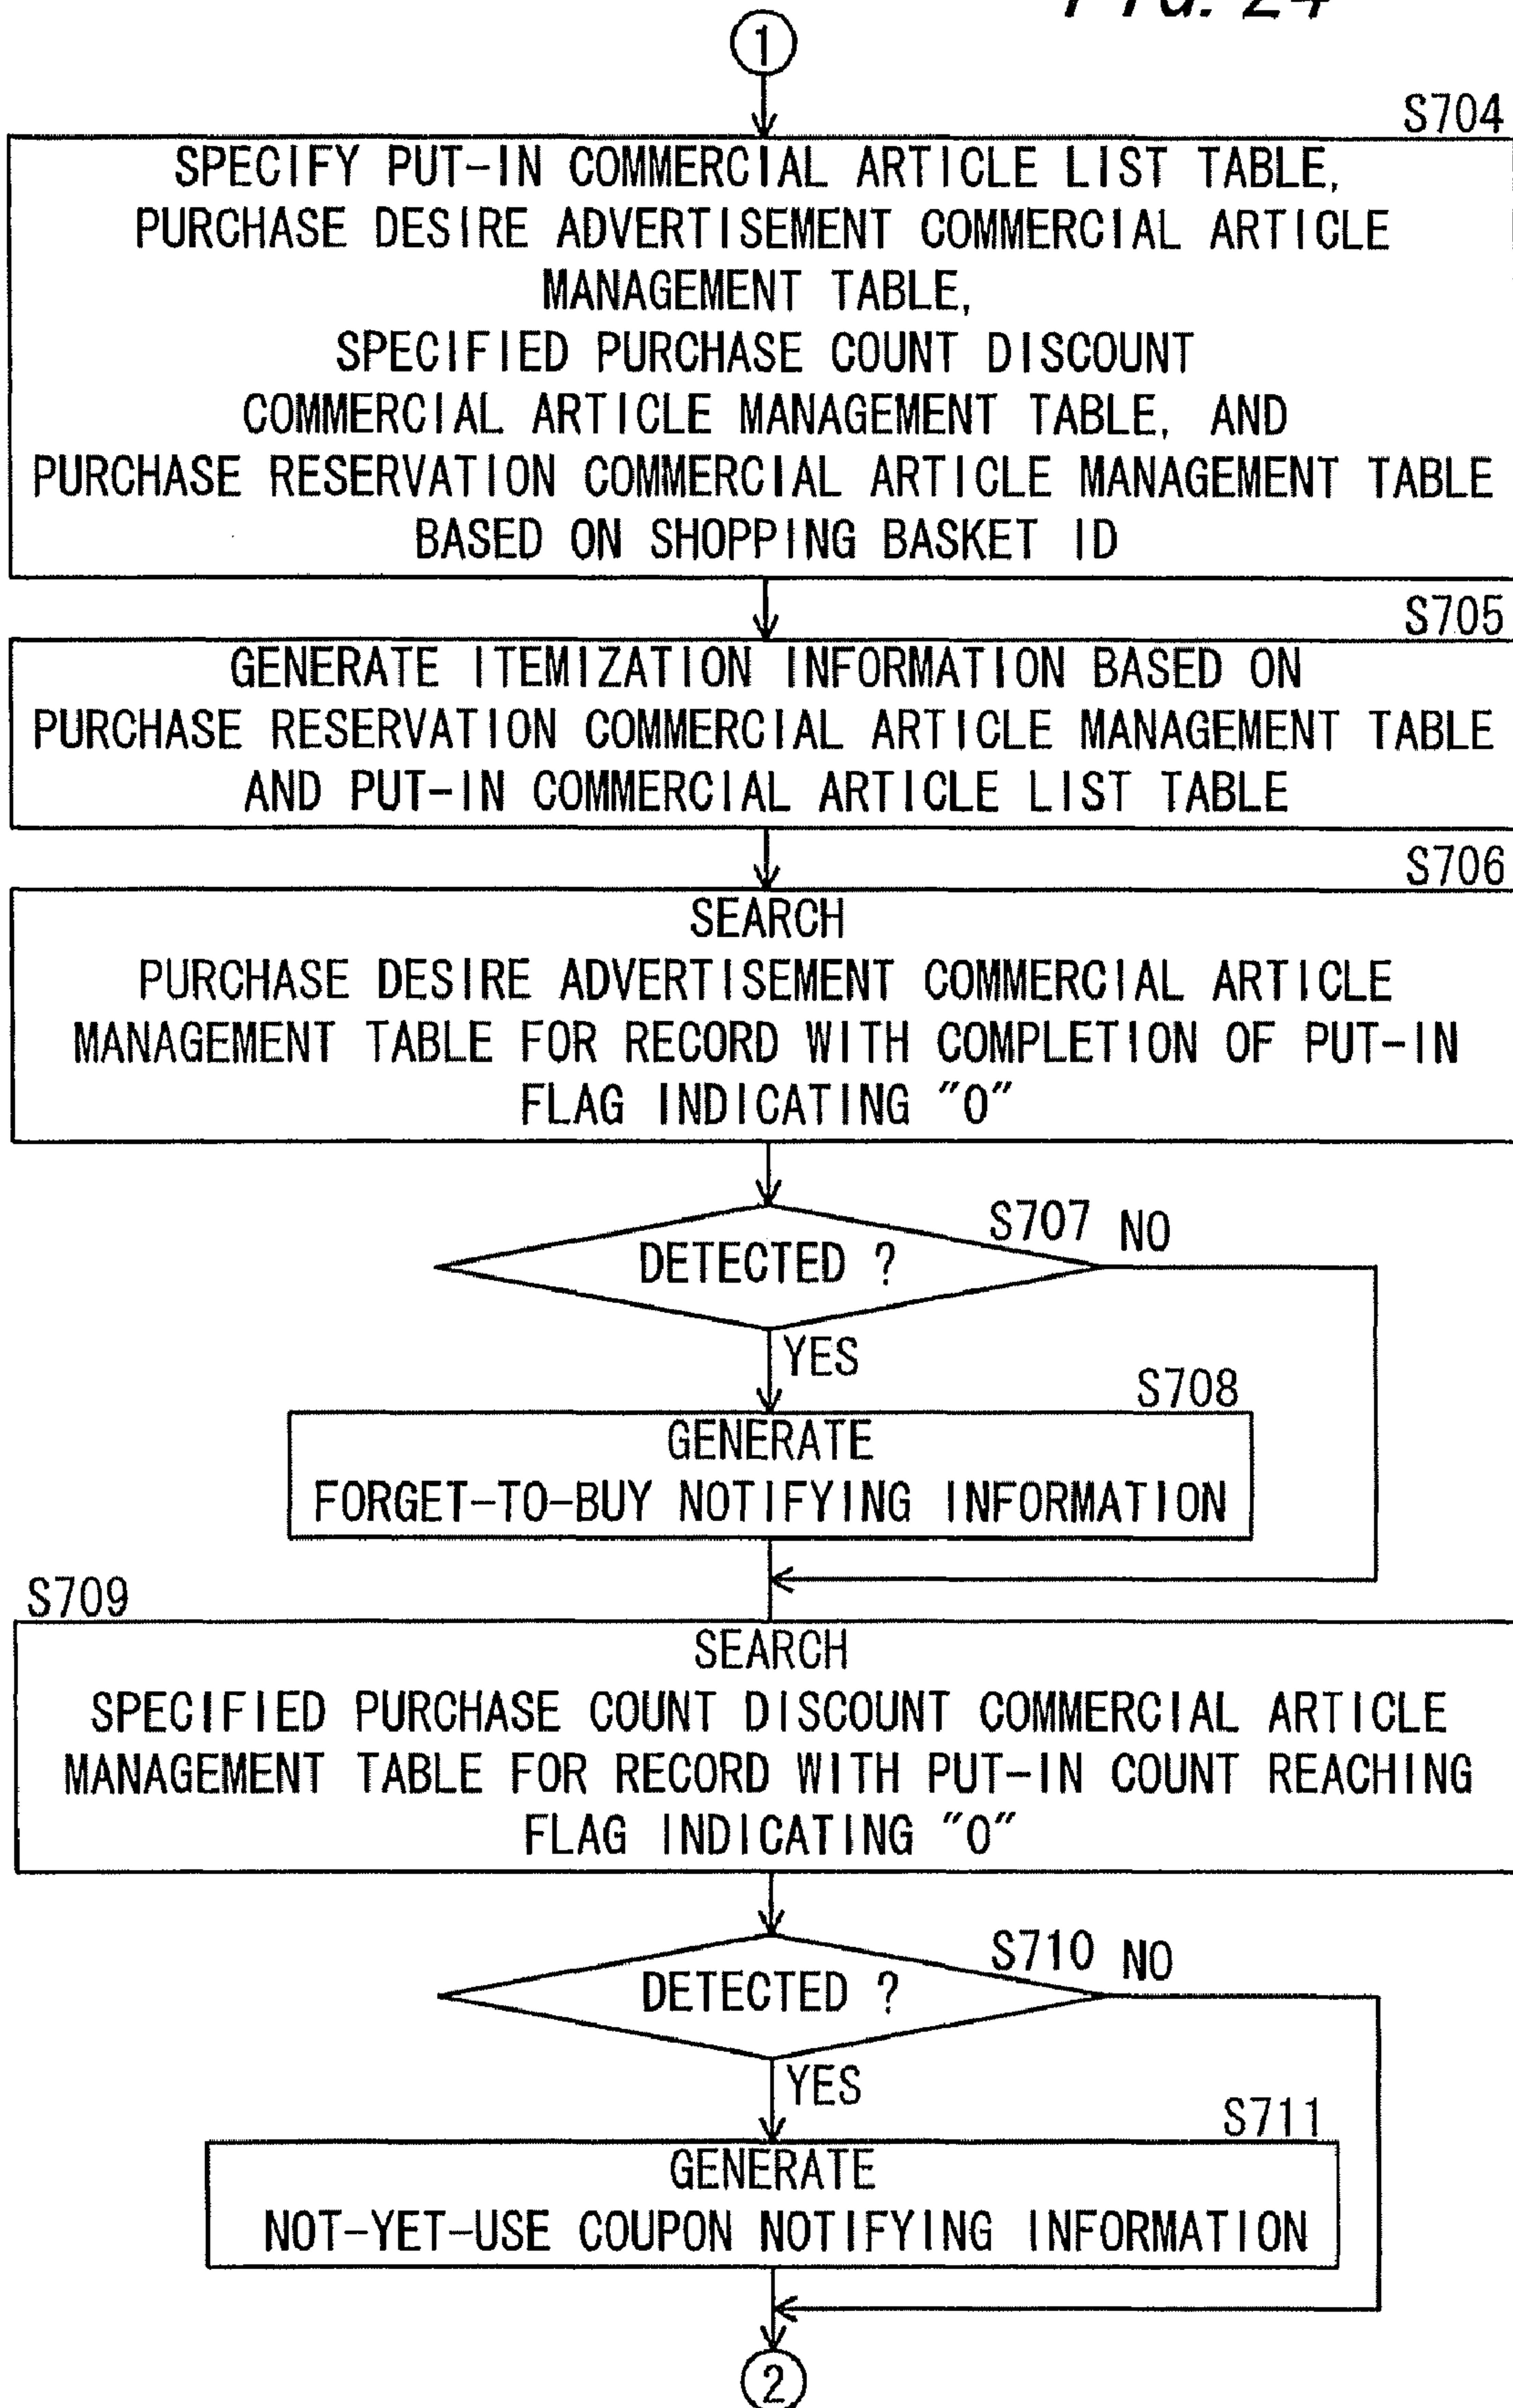 FIG. 24
1
S704
SPECIFY PUT-IN COMMERCIAL ARTICLE LIST TABLE,
PURCHASE DESIRE ADVERTISEMENT COMMERCIAL ARTICLE
MANAGEMENT TABLE,
SPECIFIED PURCHASE COUNT DISCOUNT
COMMERCIAL ARTICLE MANAGEMENT TABLE, AND
PURCHASE RESERVATION COMMERCIAL ARTICLE MANAGEMENT TABLE
BASED ON SHOPPING BASKET ID
S705
GENERATE ITEMIZATION INFORMATION BASED ON
PURCHASE RESERVATION COMMERCIAL ARTICLE MANAGEMENT TABLE
AND PUT-IN COMMERCIAL ARTICLE LIST TABLE
S706
SEARCH
PURCHASE DESIRE ADVERTISEMENT COMMERCIAL ARTICLE
MANAGEMENT TABLE FOR RECORD WITH COMPLETION OF PUT-IN
FLAG INDICATING "0"
S707 NO
DETECTED ?
YES
S708
GENERATE
FORGET-TO-BUY NOTIFYING INFORMATION
S709
SEARCH
SPECIFIED PURCHASE COUNT DISCOUNT COMMERCIAL ARTICLE
MANAGEMENT TABLE FOR RECORD WITH PUT-IN COUNT REACHING
FLAG INDICATING "0"
S710 NO
DETECTED ?
YES
S711
GENERATE
NOT-YET-USE COUPON NOTIFYING INFORMATION
2